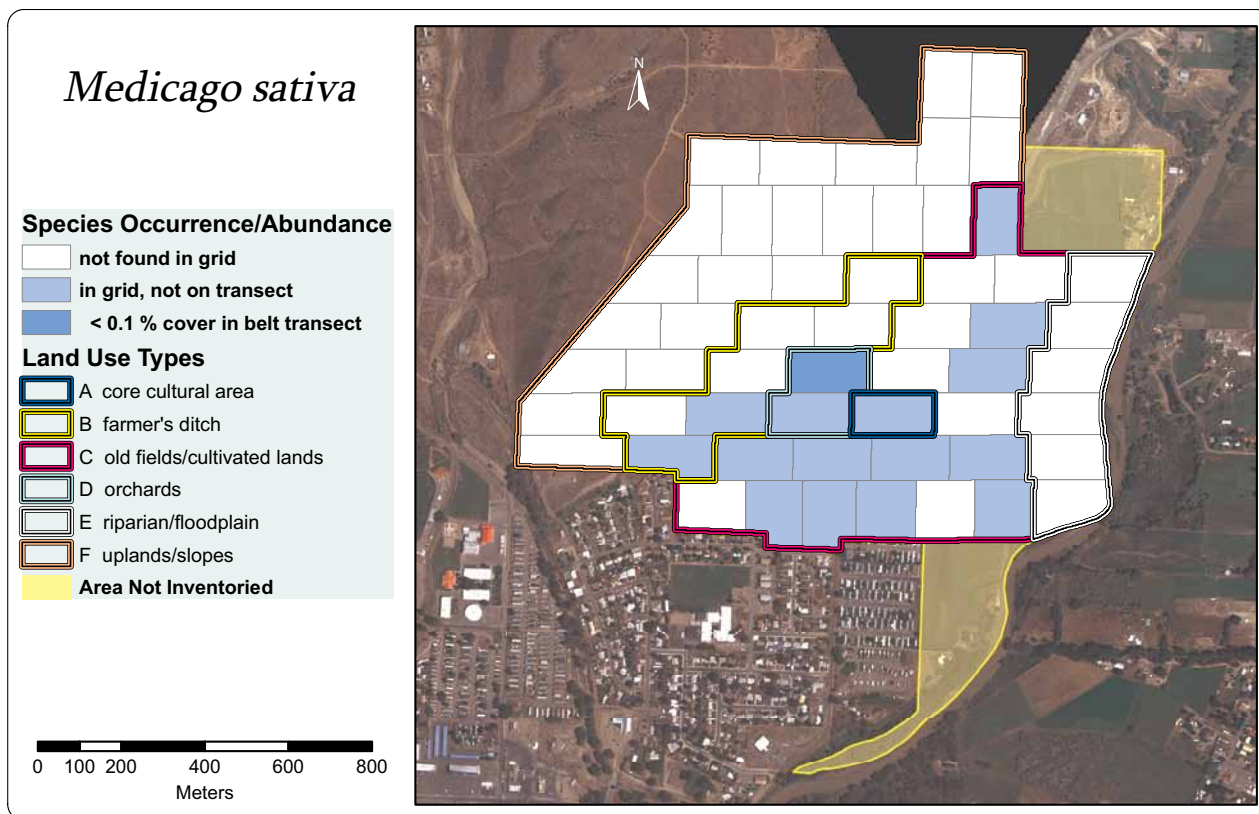 Medicago sativa
Species Occurrence/Abundance
not found in grid
in grid, not on transect
< 0.1 % cover in belt transect
Land Use Types
A core cultural area
B farmer's ditch
C old fields/cultivated lands
D orchards
E riparian/floodplain
F uplands/slopes
Area Not Inventoried
0 100 200 400 600 800
Meters
N